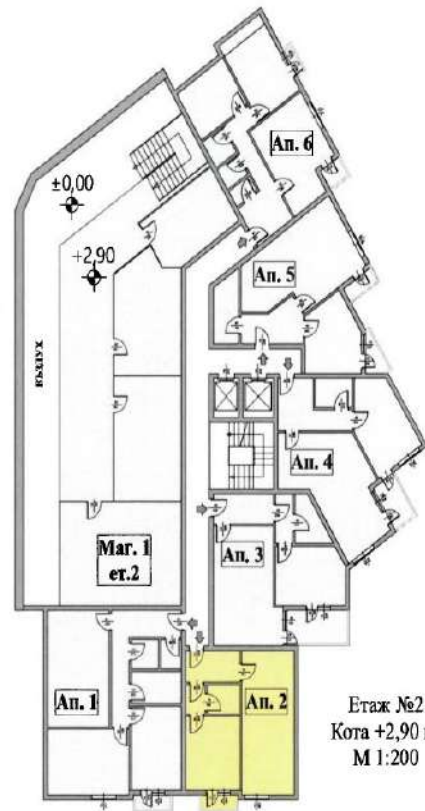 Ап. 6
±0,00
+2,90
Ап. 5
въздух
Ап. 4
Маг. 1
ет.2
Ап. 3
Ап. 1
Ап. 2
Етаж №2
Кота +2,90
М 1:200